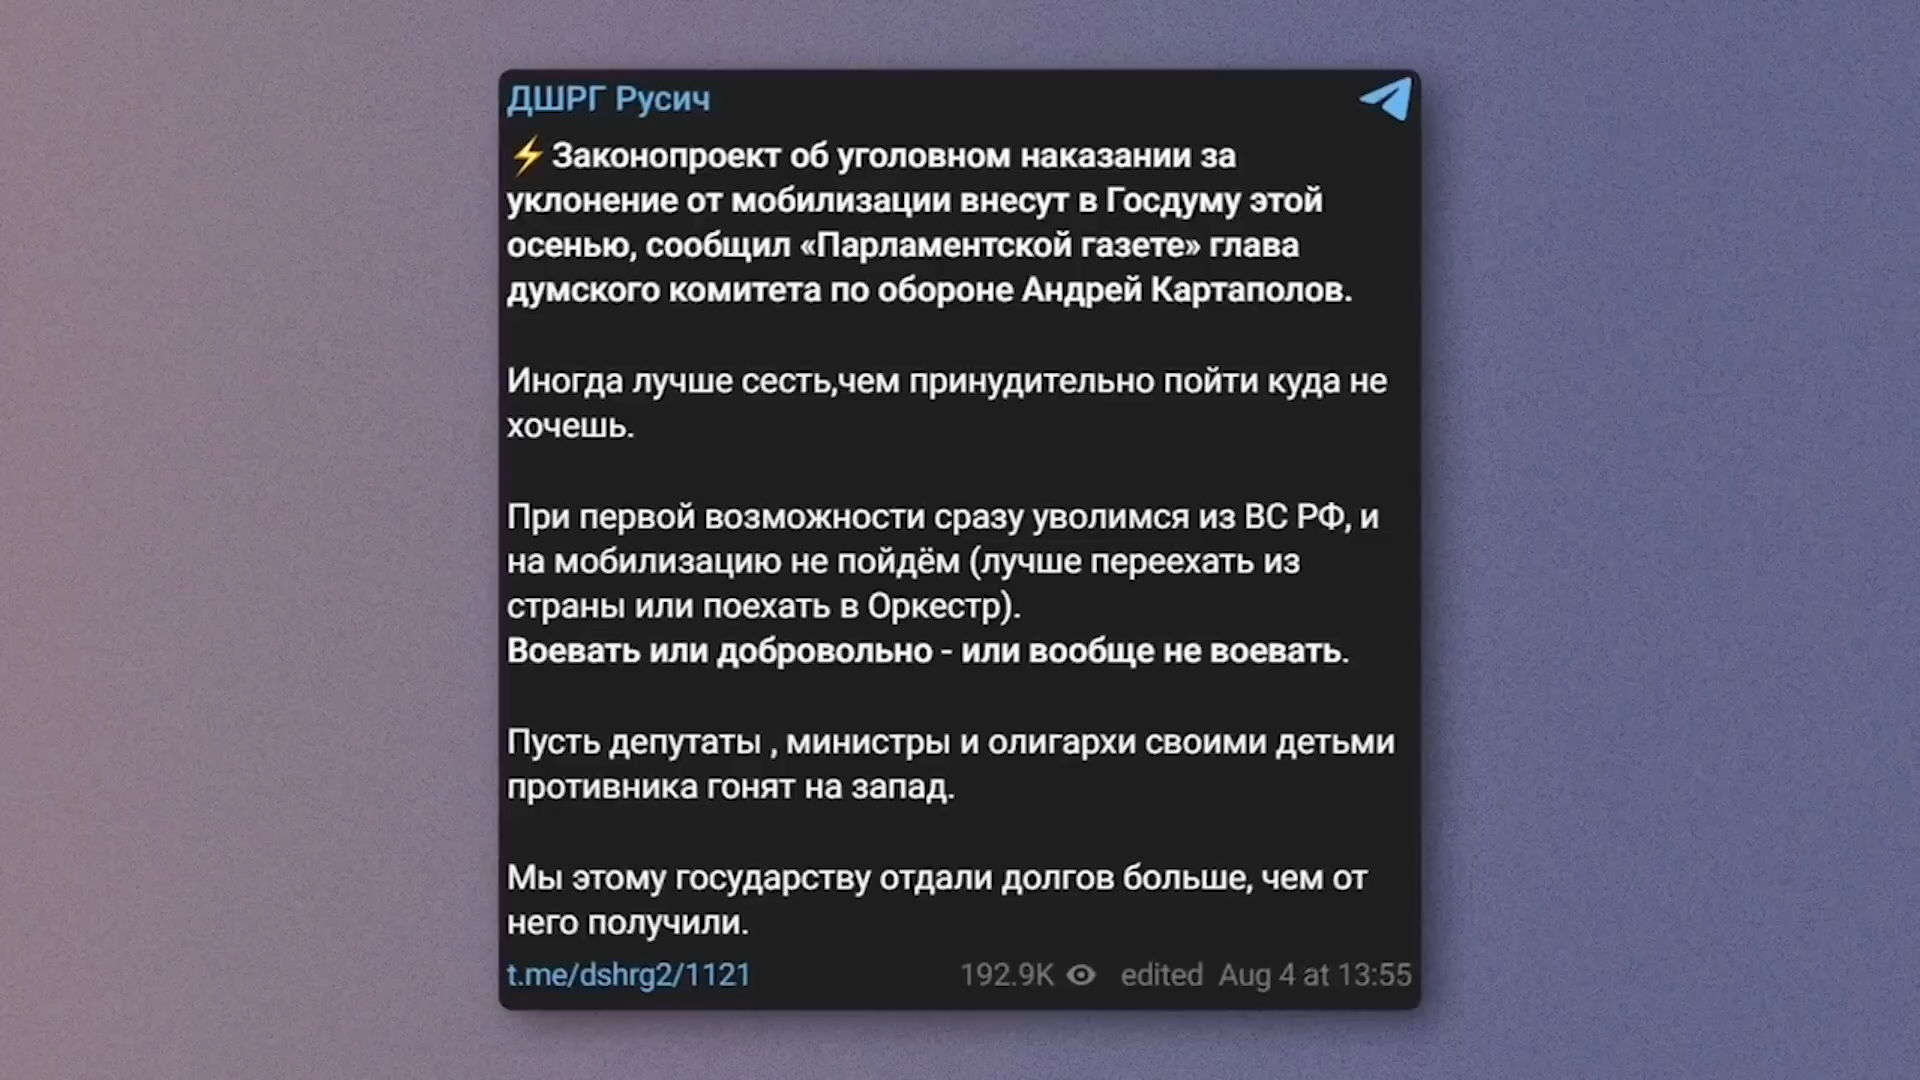 ДШРГ Русич
⚡Законопроект об уголовном наказании за
уклонение от мобилизации внесут в Госдуму этой
осенью, сообщил «Парламентской газете» глава
думского комитета по обороне Андрей Картаполов.
Иногда лучше сесть,чем принудительно пойти куда не
хочешь.
При первой возможности сразу уволимся из ВС РФ, и
на мобилизацию не пойдём (лучше переехать из
страны или поехать в Оркестр).
Воевать или добровольно - или вообще не воевать.
Пусть депутаты , министры и олигархи своими детьми
противника гонят на запад.
Мы этому государству отдали долгов больше, чем от
него получили.
t.me/dshrg2/1121 192.9K edited Aug 4 at 13:55